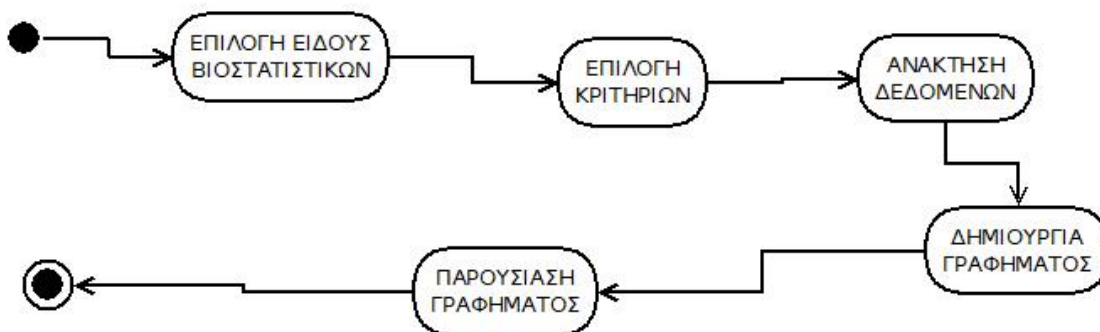 ΕΠΙΛΟΓΗ ΕΙΔΟΥΣ
ΒΙΟΣΤΑΤΙΣΤΙΚΩΝ
ΕΠΙΛΟΓΗ
ΚΡΙΤΗΡΙΩΝ
ΑΝΑΚΤΗΣΗ
ΔΕΔΟΜΕΝΩΝ
ΔΗΜΙΟΥΡΓΙΑ
ΓΡΑΦΗΜΑΤΟΣ
ΠΑΡΟΥΣΙΑΣΗ
ΓΡΑΦΗΜΑΤΟΣ